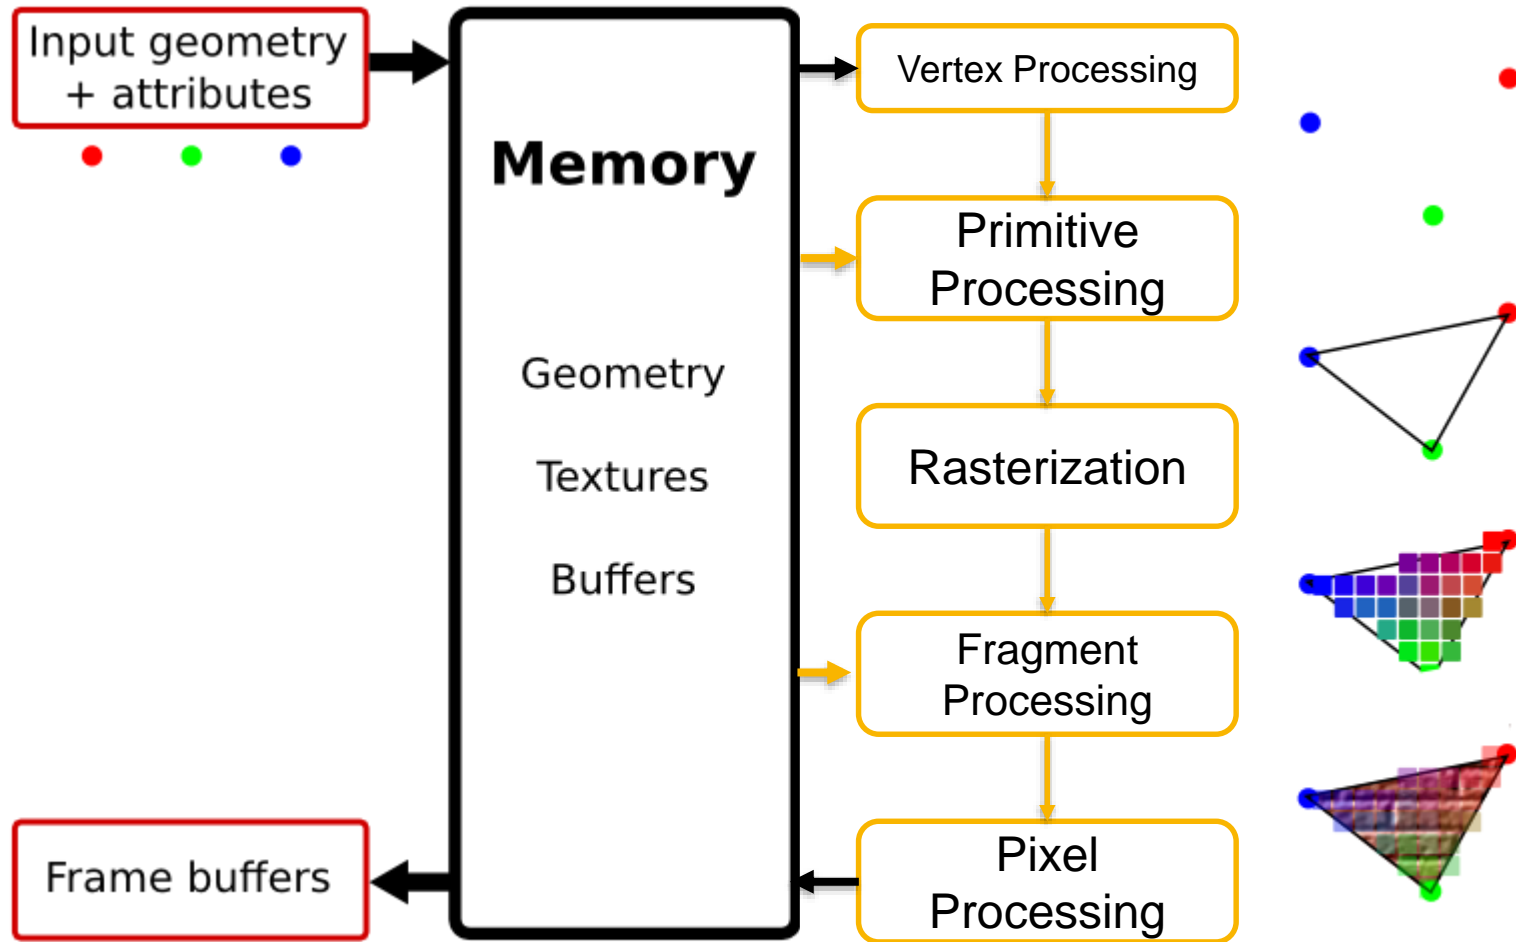 Input geometry
+ attributes
Memory
Geometry
Textures
Buffers
Frame buffers
Vertex Processing
Primitive
Processing
Rasterization
Fragment
Processing
Pixel
Processing